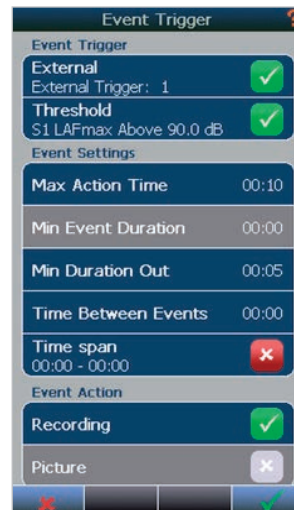 Event Trigger ?
Event Trigger
External
External Trigger: 1
Threshold
S1 LAFmax Above 90.0 dB
Event Settings
Max Action Time 00:10
Min Event Duration 00:00
Min Duration Out 00:05
Time Between Events 00:00
Time span
00:00 - 00:00
Event Action
Recording
Picture